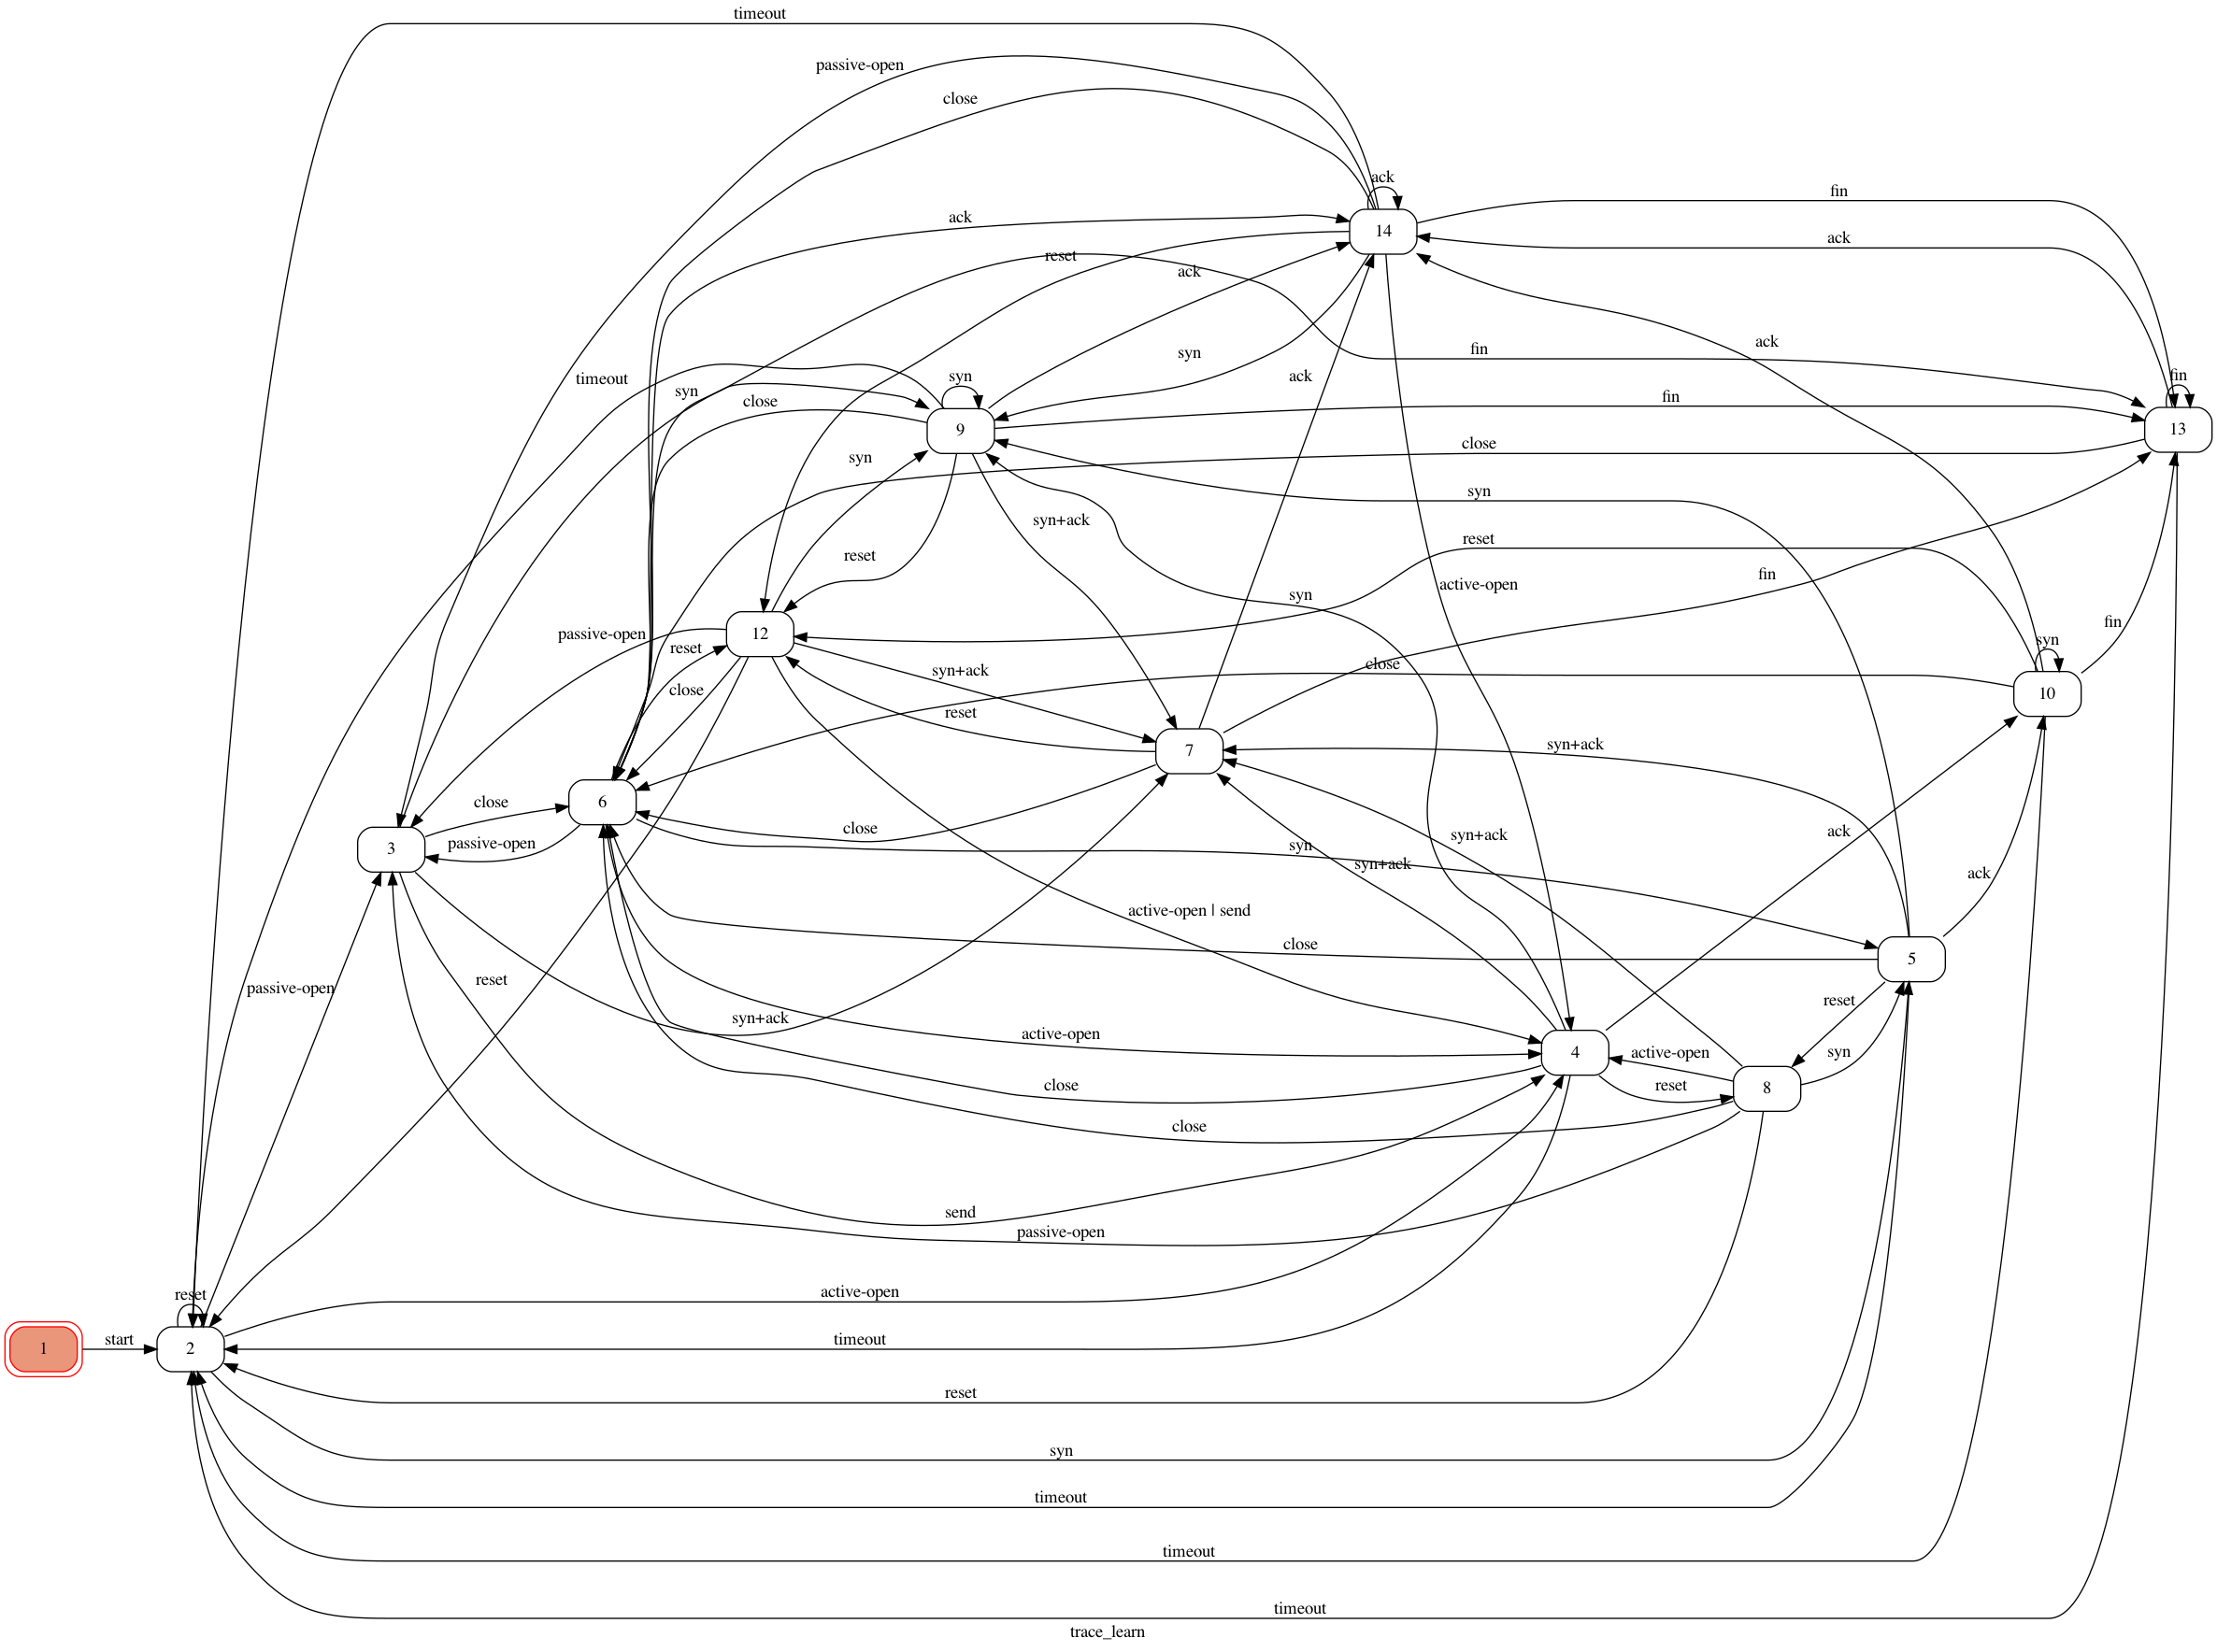 timeout
passive-open
close
ack
fin
ack
14
ack
reset
ack
ack
syn
fin
timeout
ack
syn
fin
syn
close
fin
9
13
close
syn
syn
syn+ack
reset
reset
fin
active-open
syn
passive-open
12
reset
fin
syn
close
syn+ack
close
10
reset
7
syn+ack
close
6
passive-open
close
3
syn+ack
ack
syn
syn+ack
ack
active-open | send
close
5
reset
passive-open
reset
syn+ack
active-open
4
active-open
syn
close
reset
8
close
send
passive-open
reset
active-open
start
1
2
timeout
reset
syn
timeout
timeout
timeout
trace_learn